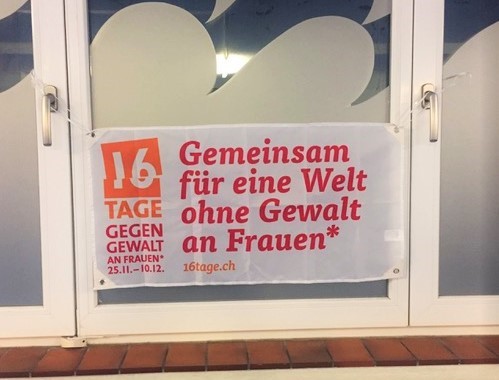 16
TAGE
GEGEN
GEWALT
AN FRAUEN*
25.11.–10.12.
Gemeinsam
für eine Welt
ohne Gewalt
an Frauen*
16tage.ch